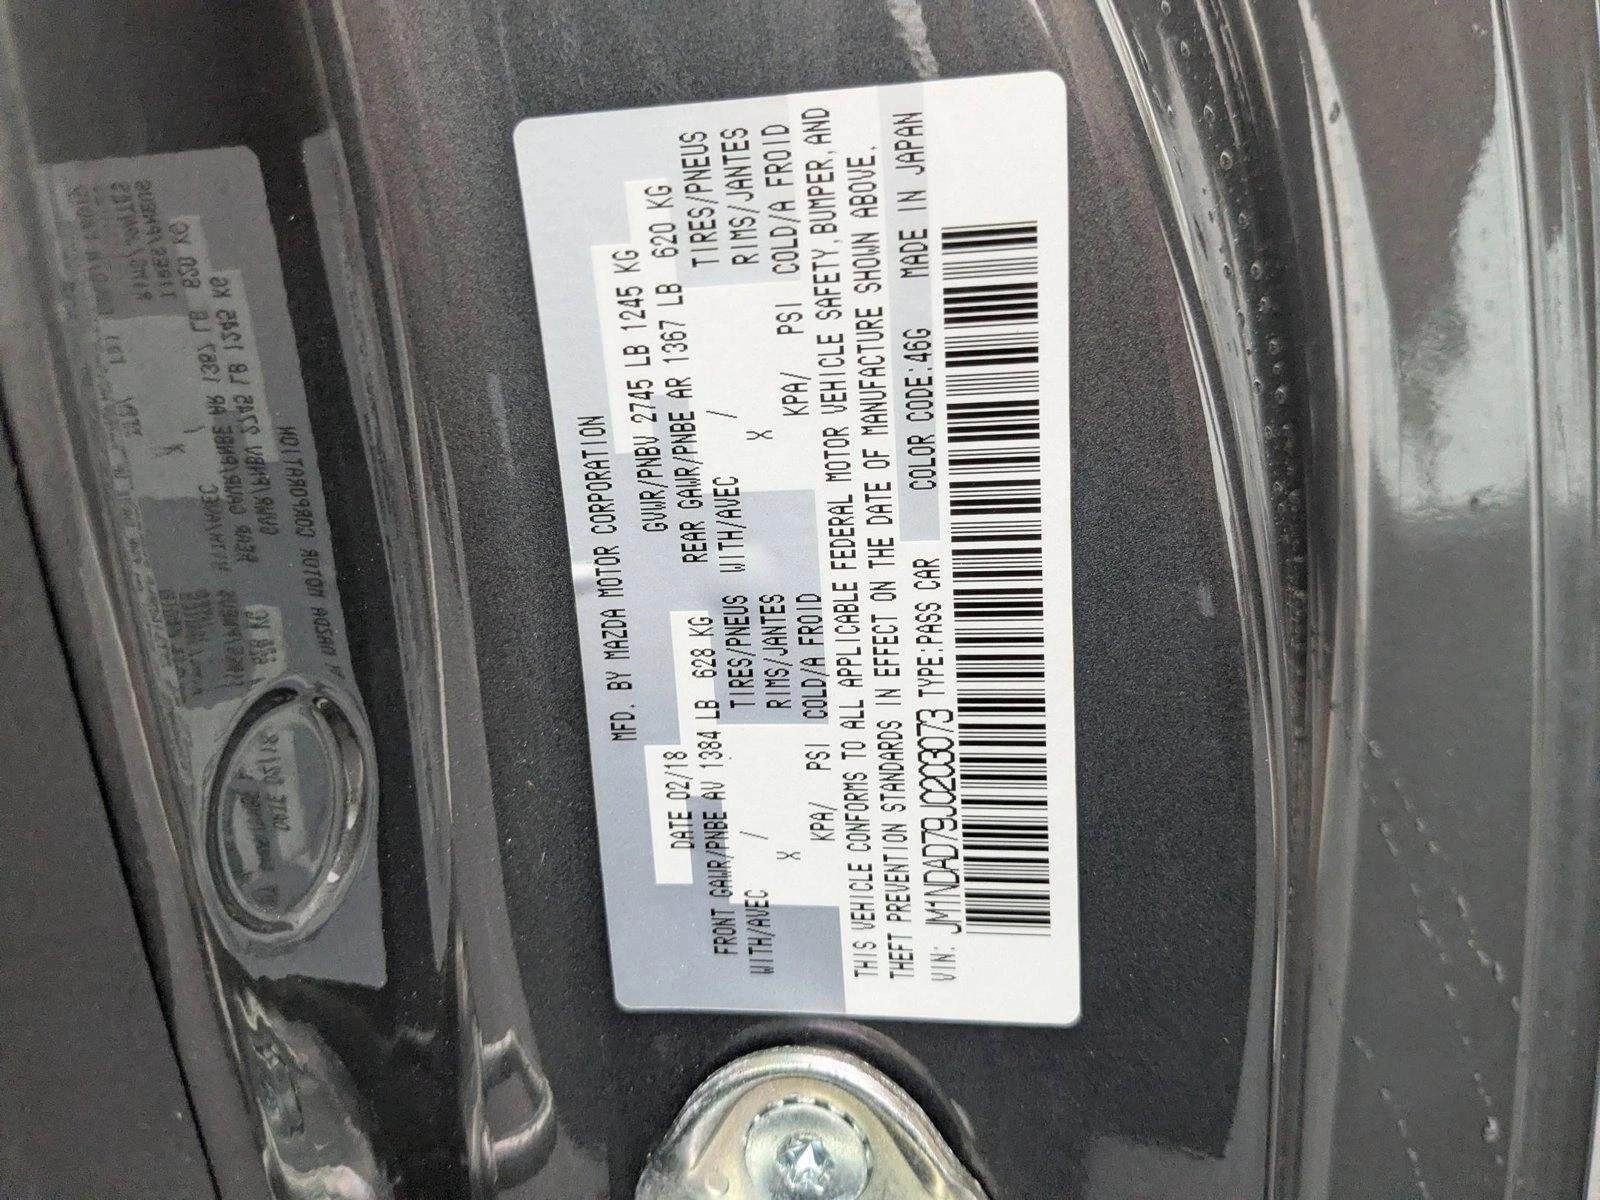 MFD. BY MAZDA MOTOR CORPORATION
DATE 02/18 GVWR/PNBV 2745 LB 1245 KG
FRONT GAWR/PNBE AV 1384 LB 628 KG REAR GAWR/PNBE AR 1367 LB 620 KG
WITH/AVEC / TIRES/PNEUS WITH/AVEC / TIRES/PNEUS
X RIMS/JANTES X RIMS/JANTES
KPA/ PSI COLD/A FROID KPA/ PSI COLD/A FROID
THIS VEHICLE CONFORMS TO ALL APPLICABLE FEDERAL MOTOR VEHICLE SAFETY,BUMPER,AND
THEFT PREVENTION STANDARDS IN EFFECT ON THE DATE OF MANUFACTURE SHOWN ABOVE.
VIN: JM1NDAD79J0203073 TYPE:PASS CAR COLOR CODE:46G MADE IN JAPAN